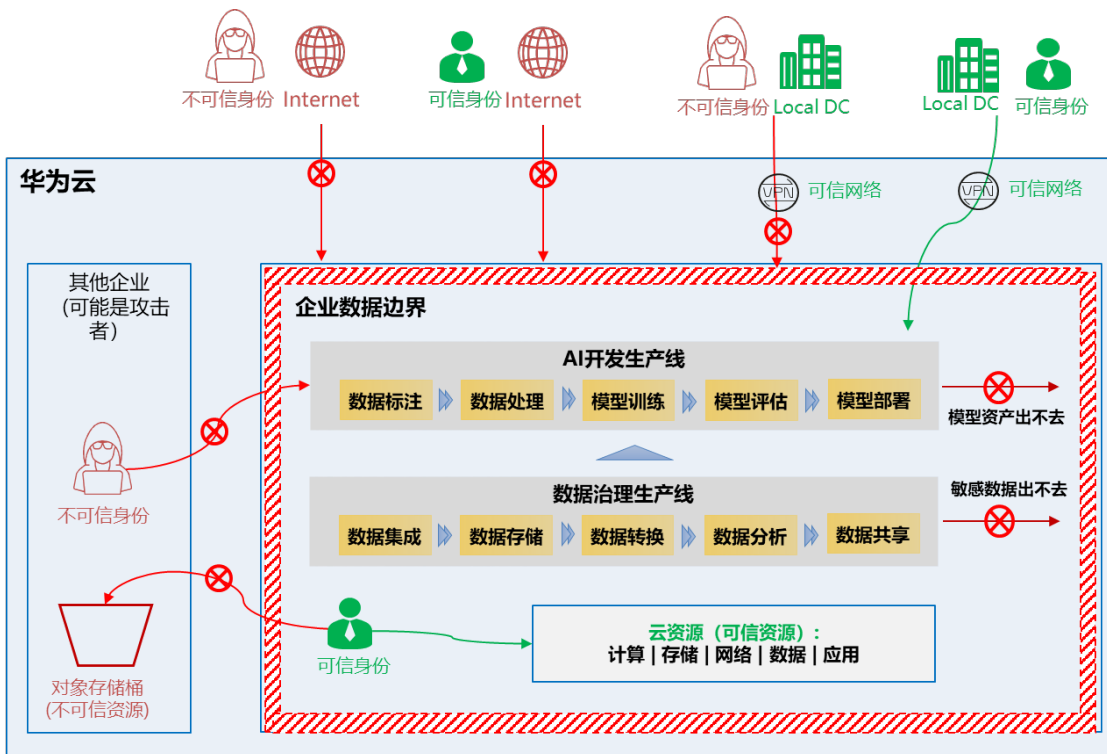 不可信身份
Internet
可信身份
Internet
不可信身份
Local DC
Local DC
可信身份
华为云
VPN
可信网络
VPN
可信网络
其他企业
(可能是攻击
者)
不可信身份
对象存储桶
(不可信资源)
企业数据边界
AI开发生产线
数据标注
数据处理
模型训练
模型评估
模型部署
模型资产出不去
数据治理生产线
数据集成
数据存储
数据转换
数据分析
数据共享
敏感数据出不去
可信身份
云资源（可信资源）:
计算 | 存储 | 网络 | 数据 | 应用